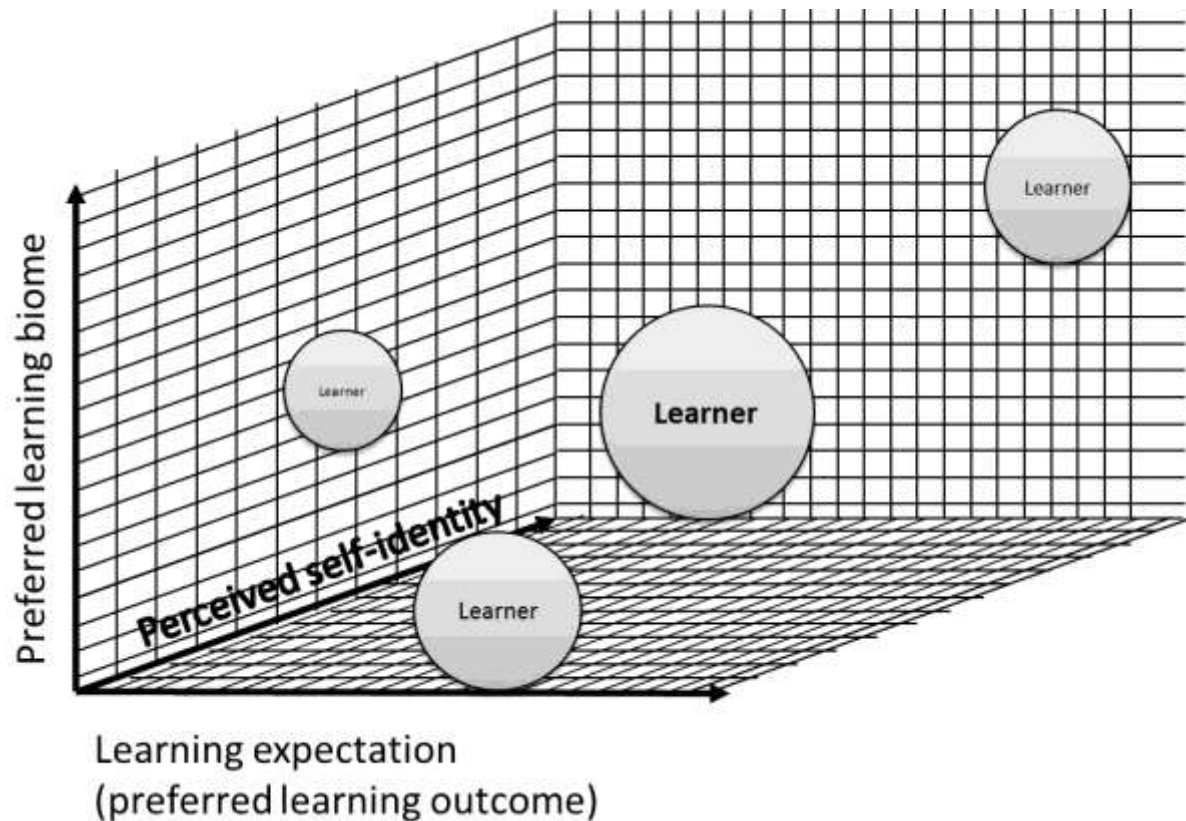 Preferred learning biome
Learner
Learner
Learner
Perceived self-identity
Learner
Learning expectation
(preferred learning outcome)